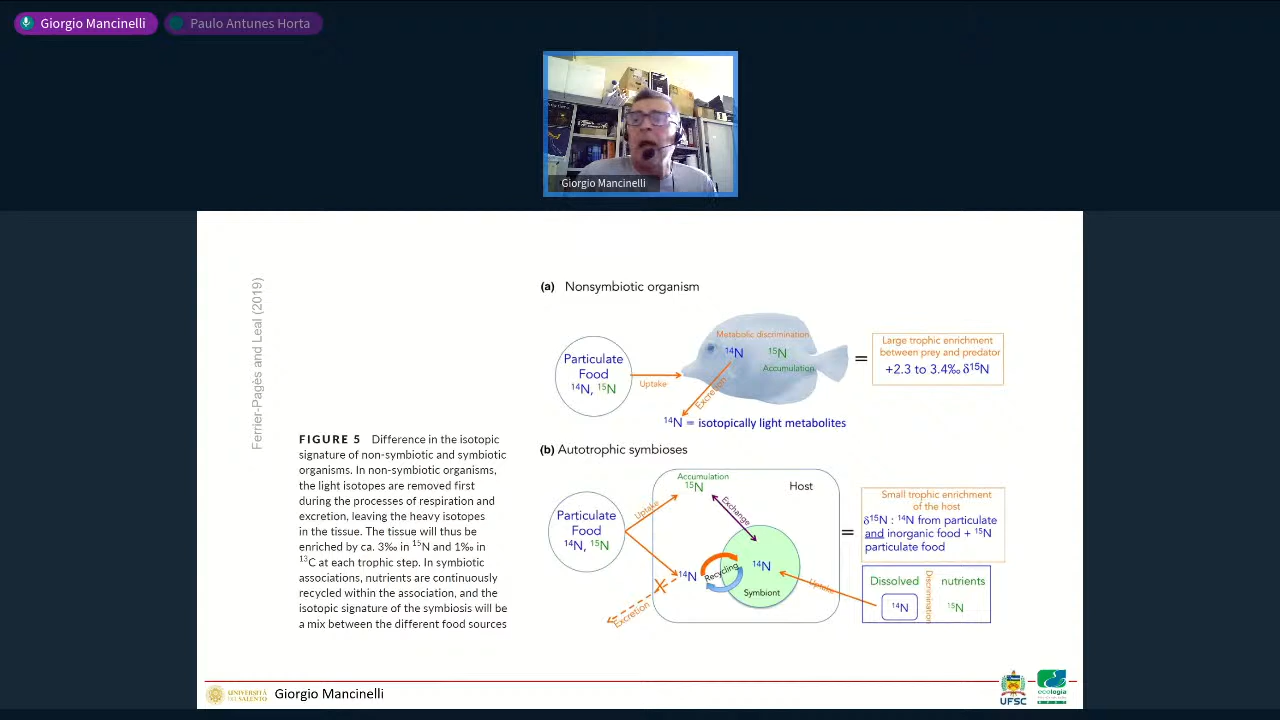 Giorgio Mancinelli
Paulo Antunes Horta
Giorgio Mancinelli
Ferrier-Pagès and Leal (2019)
(a) Nonsymbiotic organism
Particulate
Food
14N, 15N
Uptake
Metabolic discrimination
14N 15N
Accumulation
Excretion
14N = isotopically light metabolites
=
Large trophic enrichment
between prey and predator
+2.3 to 3.4‰ δ15N
FIGURE 5 Difference in the isotopic
signature of non-symbiotic and symbiotic
organisms. In non-symbiotic organisms,
the light isotopes are removed first
during the processes of respiration and
excretion, leaving the heavy isotopes
in the tissue. The tissue will thus be
enriched by ca. 3‰ in 15N and 1‰ in
13C at each trophic step. In symbiotic
associations, nutrients are continuously
recycled within the association, and the
isotopic signature of the symbiosis will be
a mix between the different food sources
(b) Autotrophic symbioses
Particulate
Food
14N, 15N
Uptake
Accumulation
15N
Host
Exchange
14N
Recycling
14N
Symbiont
X
Excretion
Uptake
=
Small trophic enrichment
of the host
δ15N : 14N from particulate
and inorganic food + 15N
particulate food
Dissolved nutrients
Discrimination
14N 15N
UNIVERSITÀ
DEL SALENTO
Giorgio Mancinelli
UFSC
ecologia